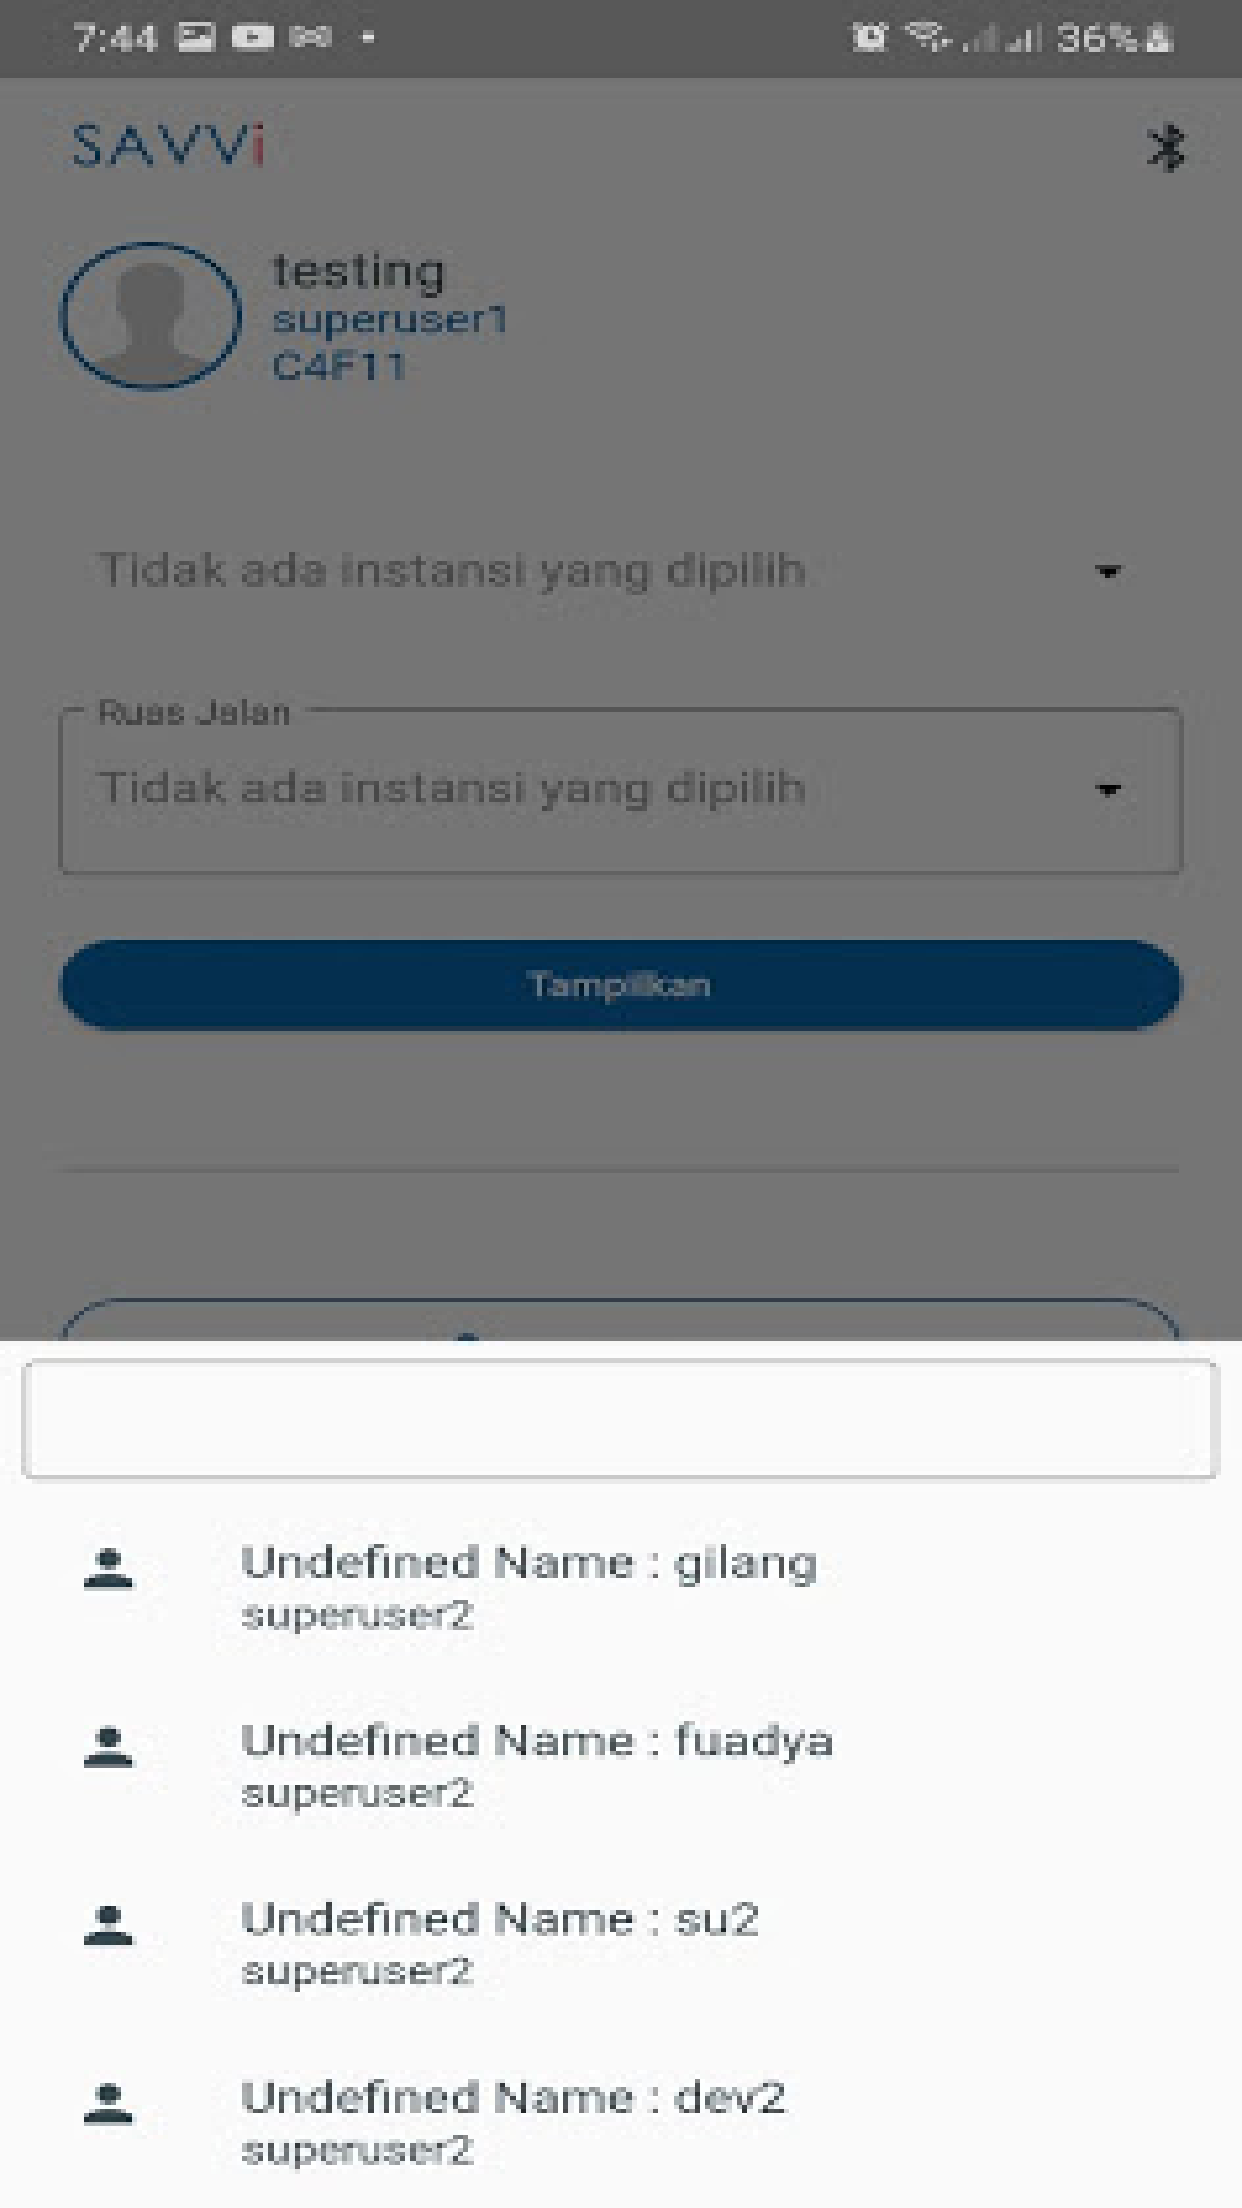 7:44
36%
SAVVi
testing
superuser1
C4F11
Tidak ada instansi yang dipilih
Ruas Jalan
Tidak ada instansi yang dipilih
Tampilkan
Undefined Name : gilang
superuser2
Undefined Name : fuadya
superuser2
Undefined Name : su2
superuser2
Undefined Name : dev2
superuser2